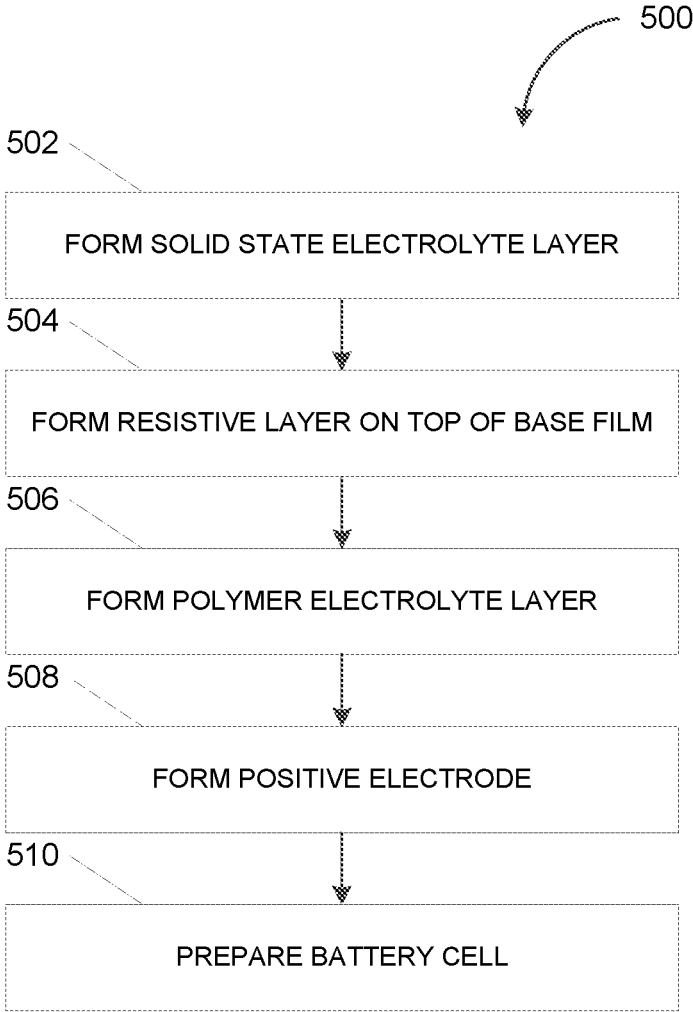 500
502
FORM SOLID STATE ELECTROLYTE LAYER
504
FORM RESISTIVE LAYER ON TOP OF BASE FILM
506
FORM POLYMER ELECTROLYTE LAYER
508
FORM POSITIVE ELECTRODE
510
PREPARE BATTERY CELL